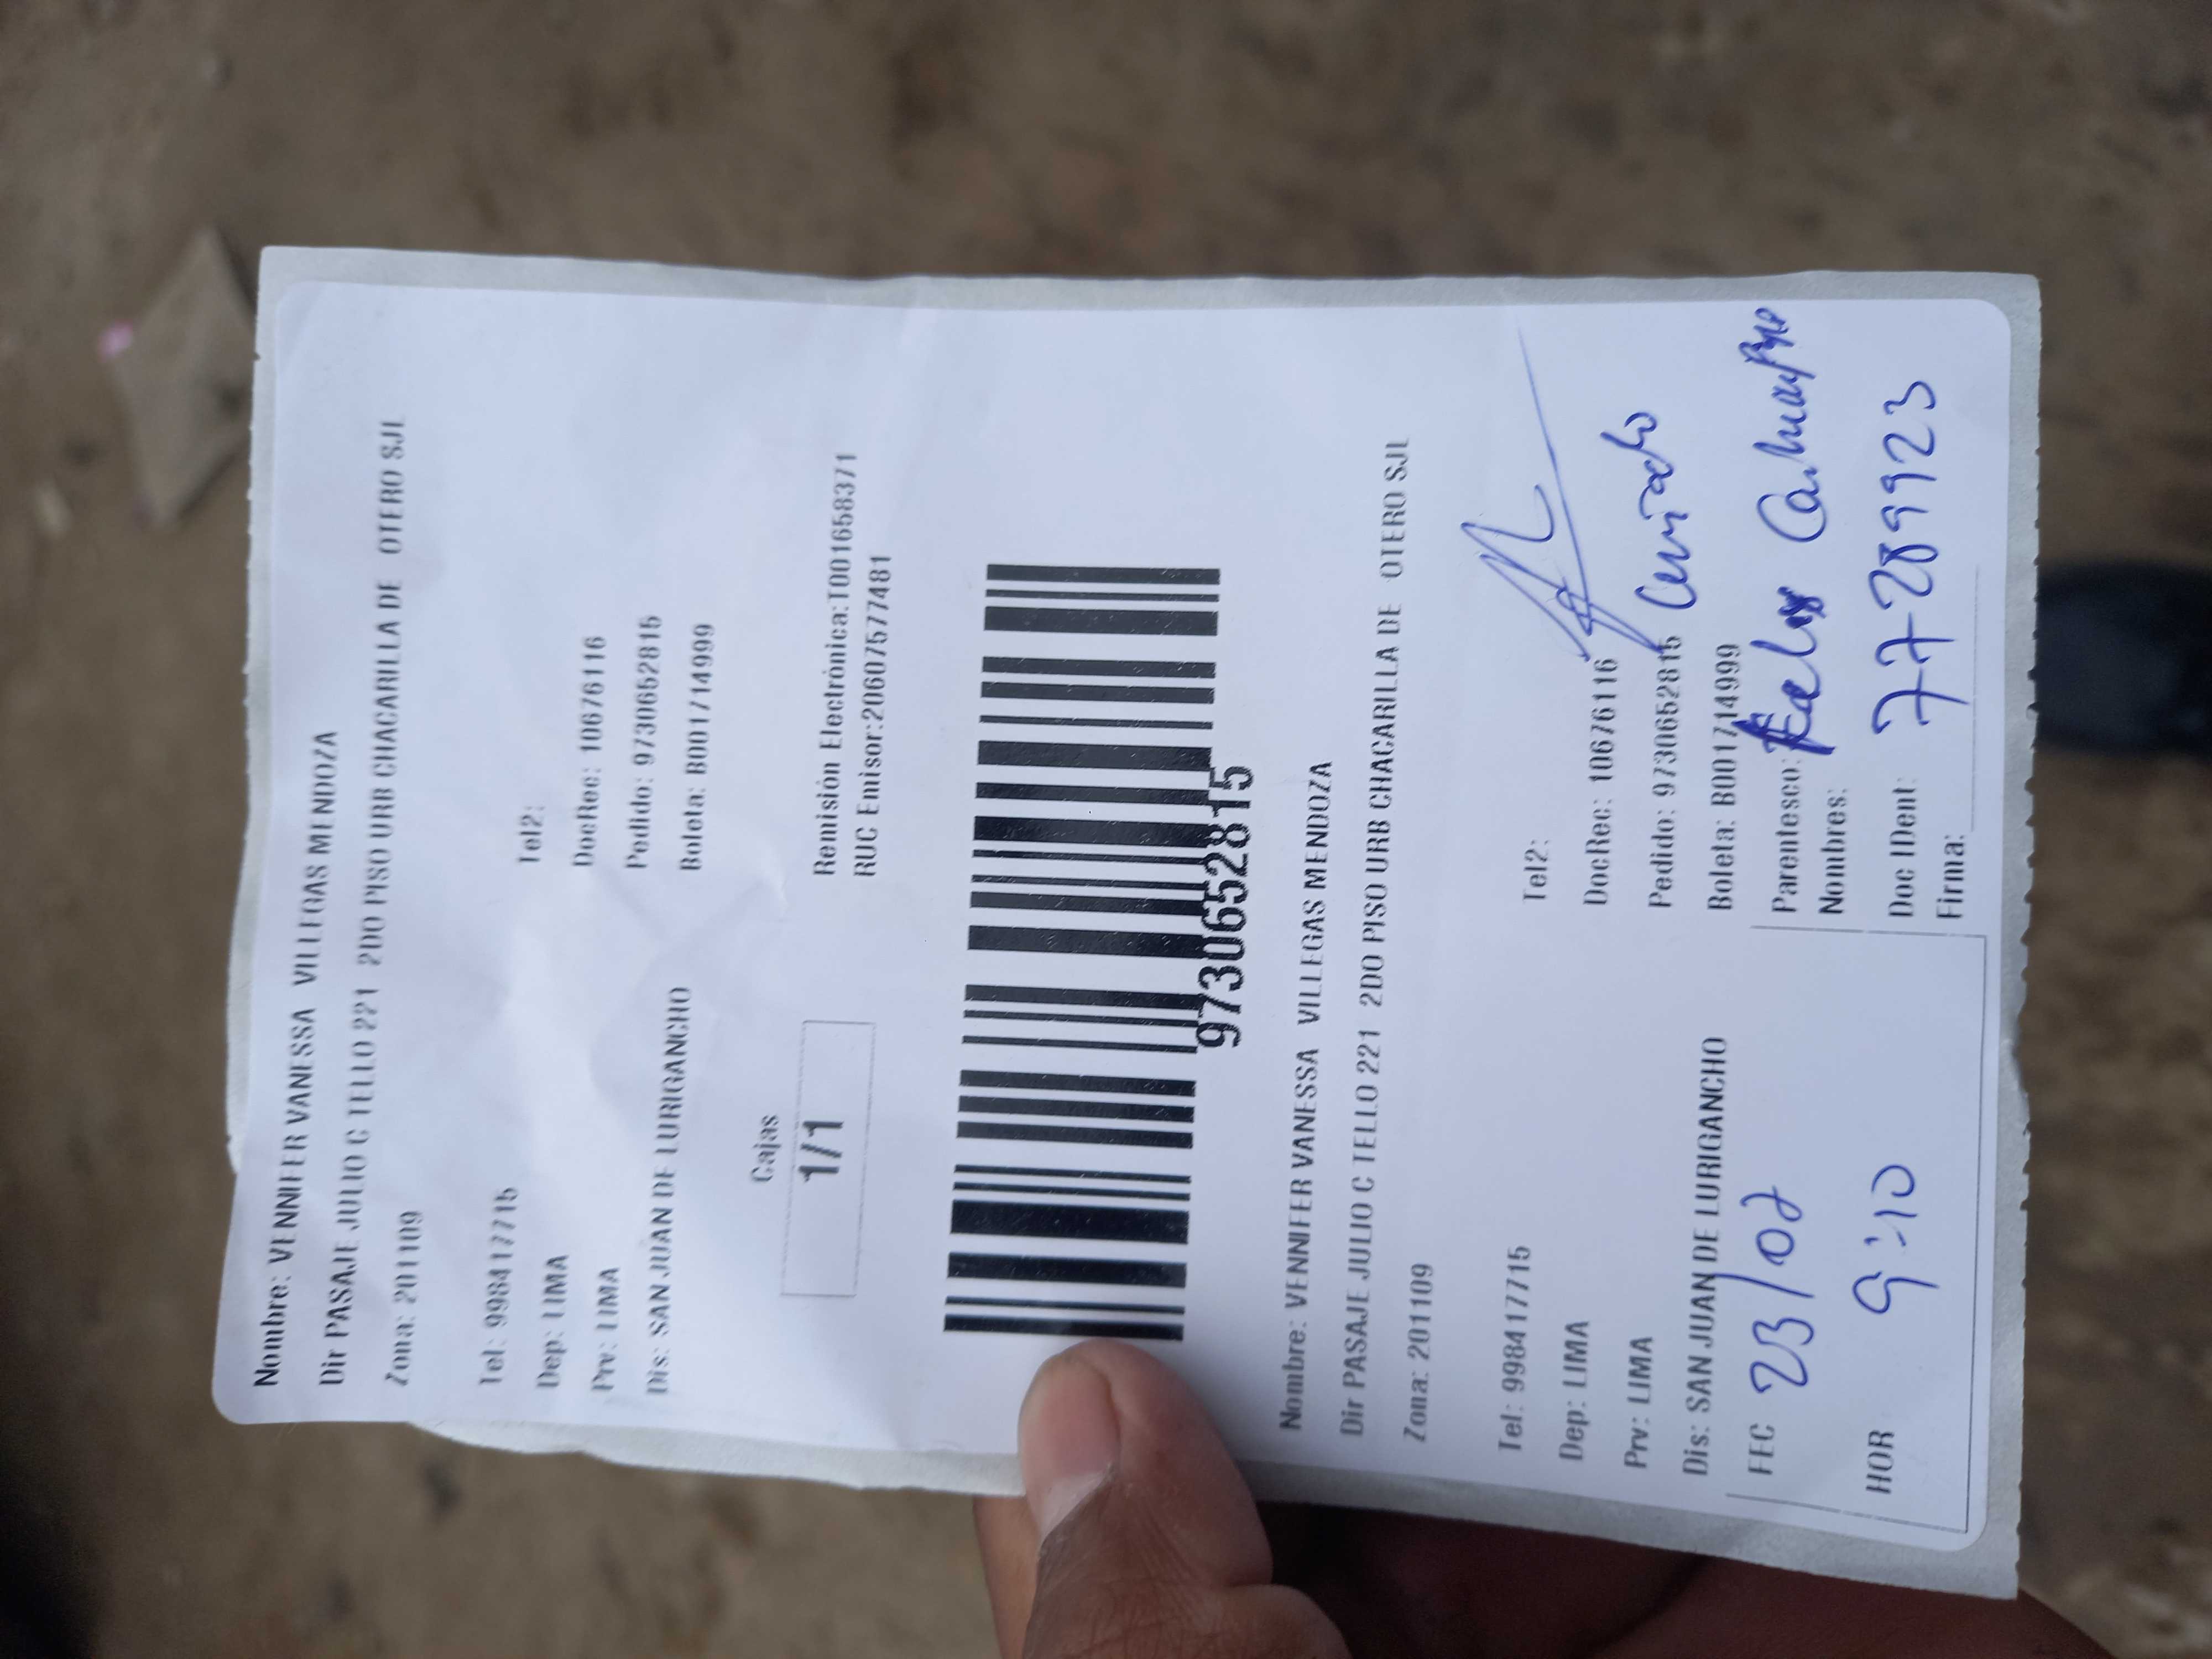 Nombre: VENNIFER VANESSA VILLEGAS MENDOZA
Dir PASAJE JULIO C TELLO 221 2DO PISO URB CHACARILLA DE OTERO SJL
Zona: 201109
Tel: 998417715 Tel2:
Dep: LIMA DocRec: 10676116
Prv: LIMA Pedido: 973065281 5
Dis: SAN JUAN DE LURIGANCHO Boleta: B001714999
Cajas
1/1
Remisión Electrónica:T001658371
RUC Emisor:20607577481
9730652815
Nombre: VENNIFER VANESSA VILLEGAS MENDOZA
Dir PASAJE JULIO C TELLO 221 2DO PISO URB CHACARILLA DE OTERO SJL
Zona: 201109
Tel: 998417715 Tel2:
Dep: LIMA DocRec: 10676116
Prv: LIMA Pedido: 9730652815
Dis: SAN JUAN DE LURIGANCHO Boleta: B001714999
FEC 23/02 Parentesco:
Nombres:
HOR 9:10 Doc IDent: 77289923
Firma: